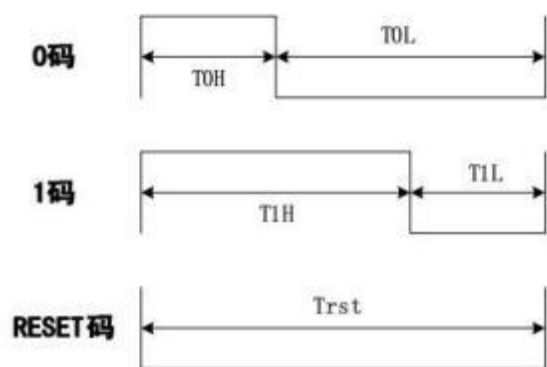 0码
T0H
T0L
1码
T1H
T1L
RESET码
Trst